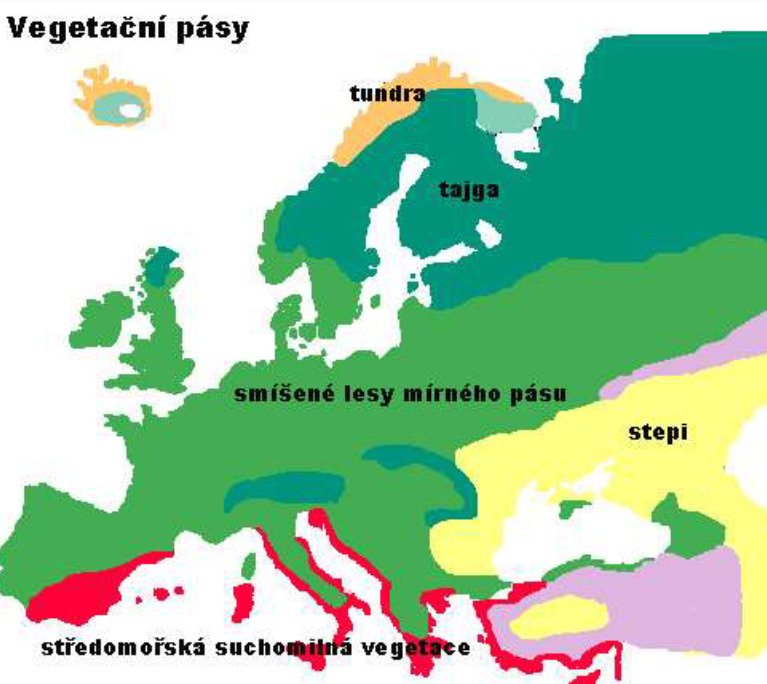 Vegetační pásy
tundra
tajga
smíšené lesy mírného pásu
stepi
středomořská suchomilná vegetace